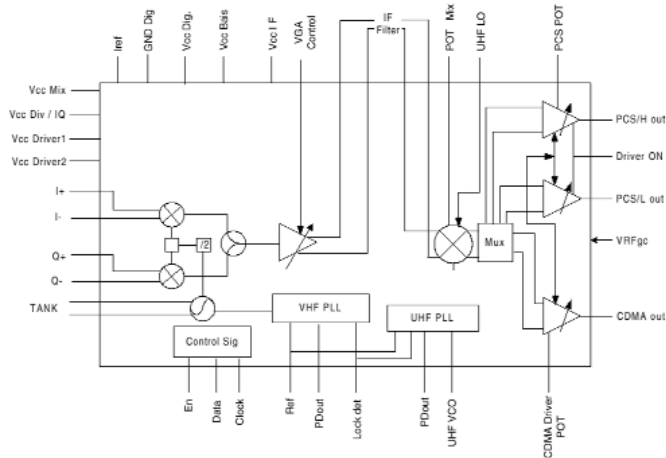 Iref
GND Dig
Vcc Dig.
Vcc Bais
Vcc I F
VGA
Control
IF
Filter
POT Mix
UHF LO
PCS POT
Vcc Mix
Vcc Div / IQ
Vcc Driver1
Vcc Driver2
I+
I-
Q+
Q-
TANK
/2
Mux
PCS/H out
Driver ON
PCS/L out
VRFgc
CDMA out
VHF PLL
UHF PLL
Control Sig
En
Data
Clock
Ref
PDout
Lock det
PDout
UHF VCO
CDMA Driver
POT